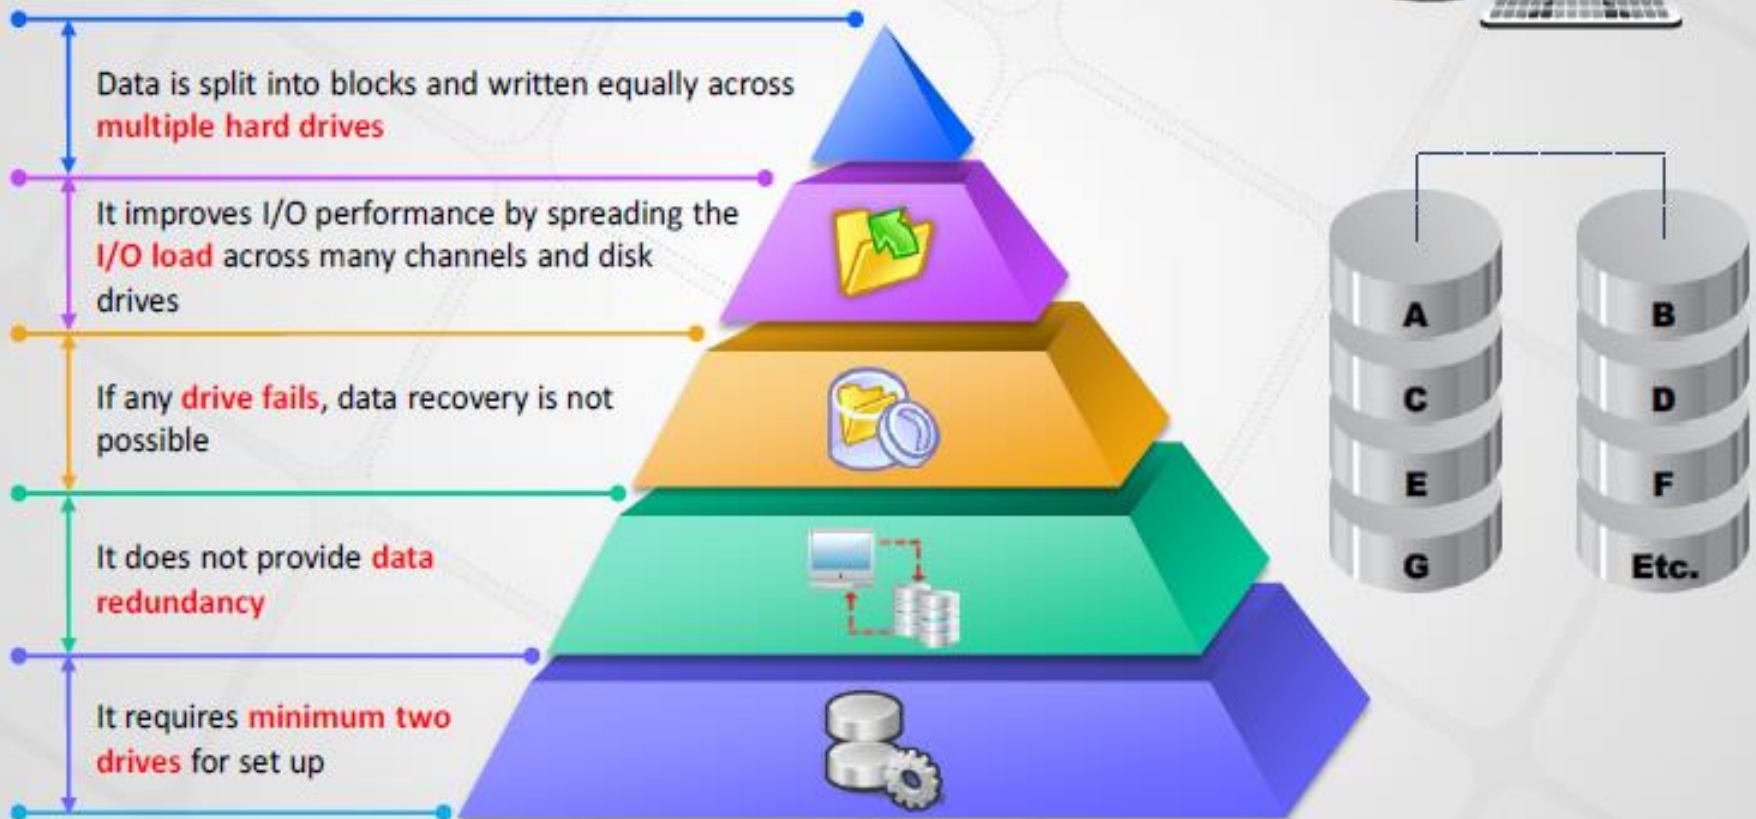 Data is split into blocks and written equally across
multiple hard drives
It improves I/O performance by spreading the
I/O load across many channels and disk
drives
If any drive fails, data recovery is not
possible
It does not provide data
redundancy
It requires minimum two
drives for set up
A
B
C
D
E
F
G
Etc.